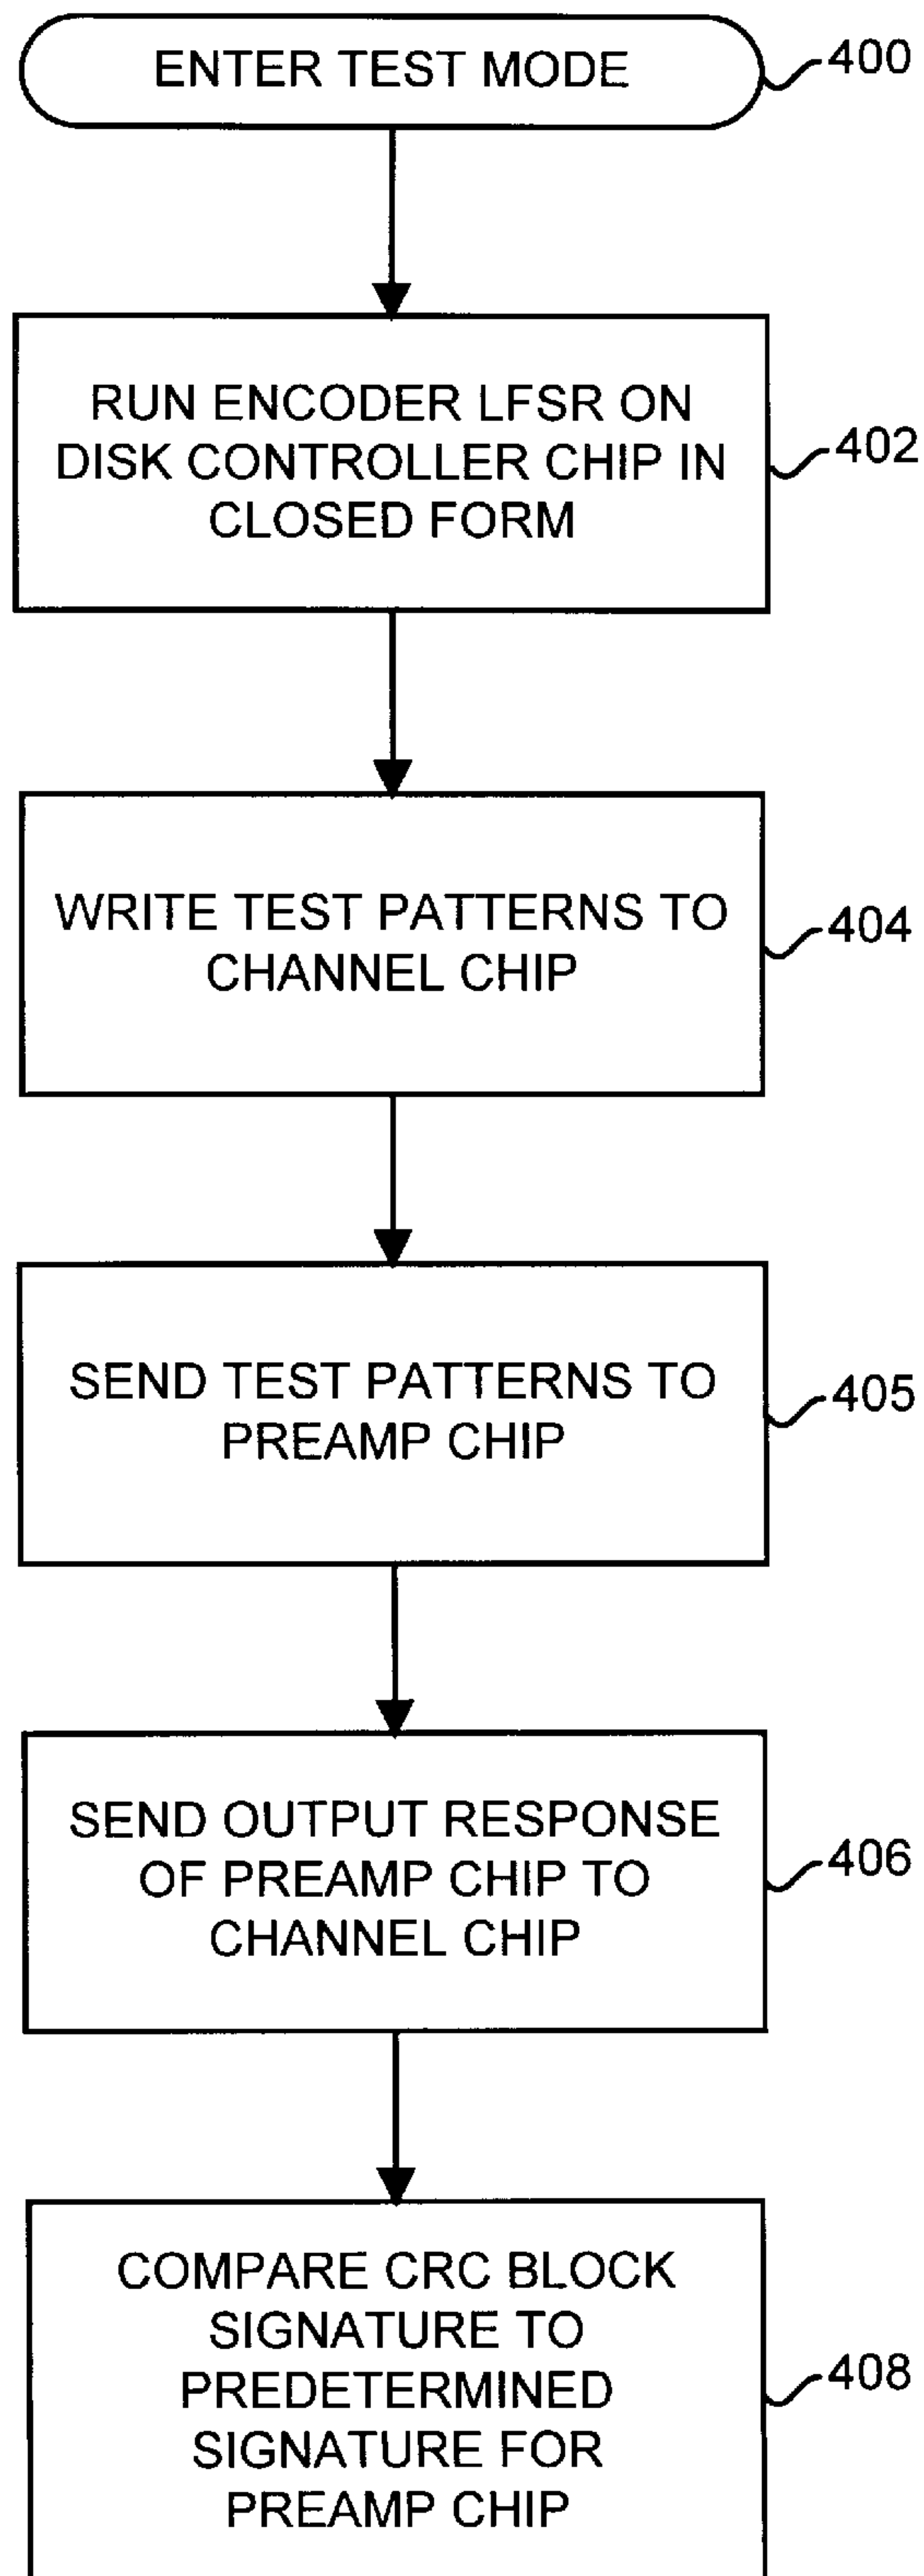 ENTER TEST MODE
400
RUN ENCODER LFSR ON
DISK CONTROLLER CHIP IN
CLOSED FORM
402
WRITE TEST PATTERNS TO
CHANNEL CHIP
404
SEND TEST PATTERNS TO
PREAMP CHIP
405
SEND OUTPUT RESPONSE
OF PREAMP CHIP TO
CHANNEL CHIP
406
COMPARE CRC BLOCK
SIGNATURE TO
PREDETERMINED
SIGNATURE FOR
PREAMP CHIP
408